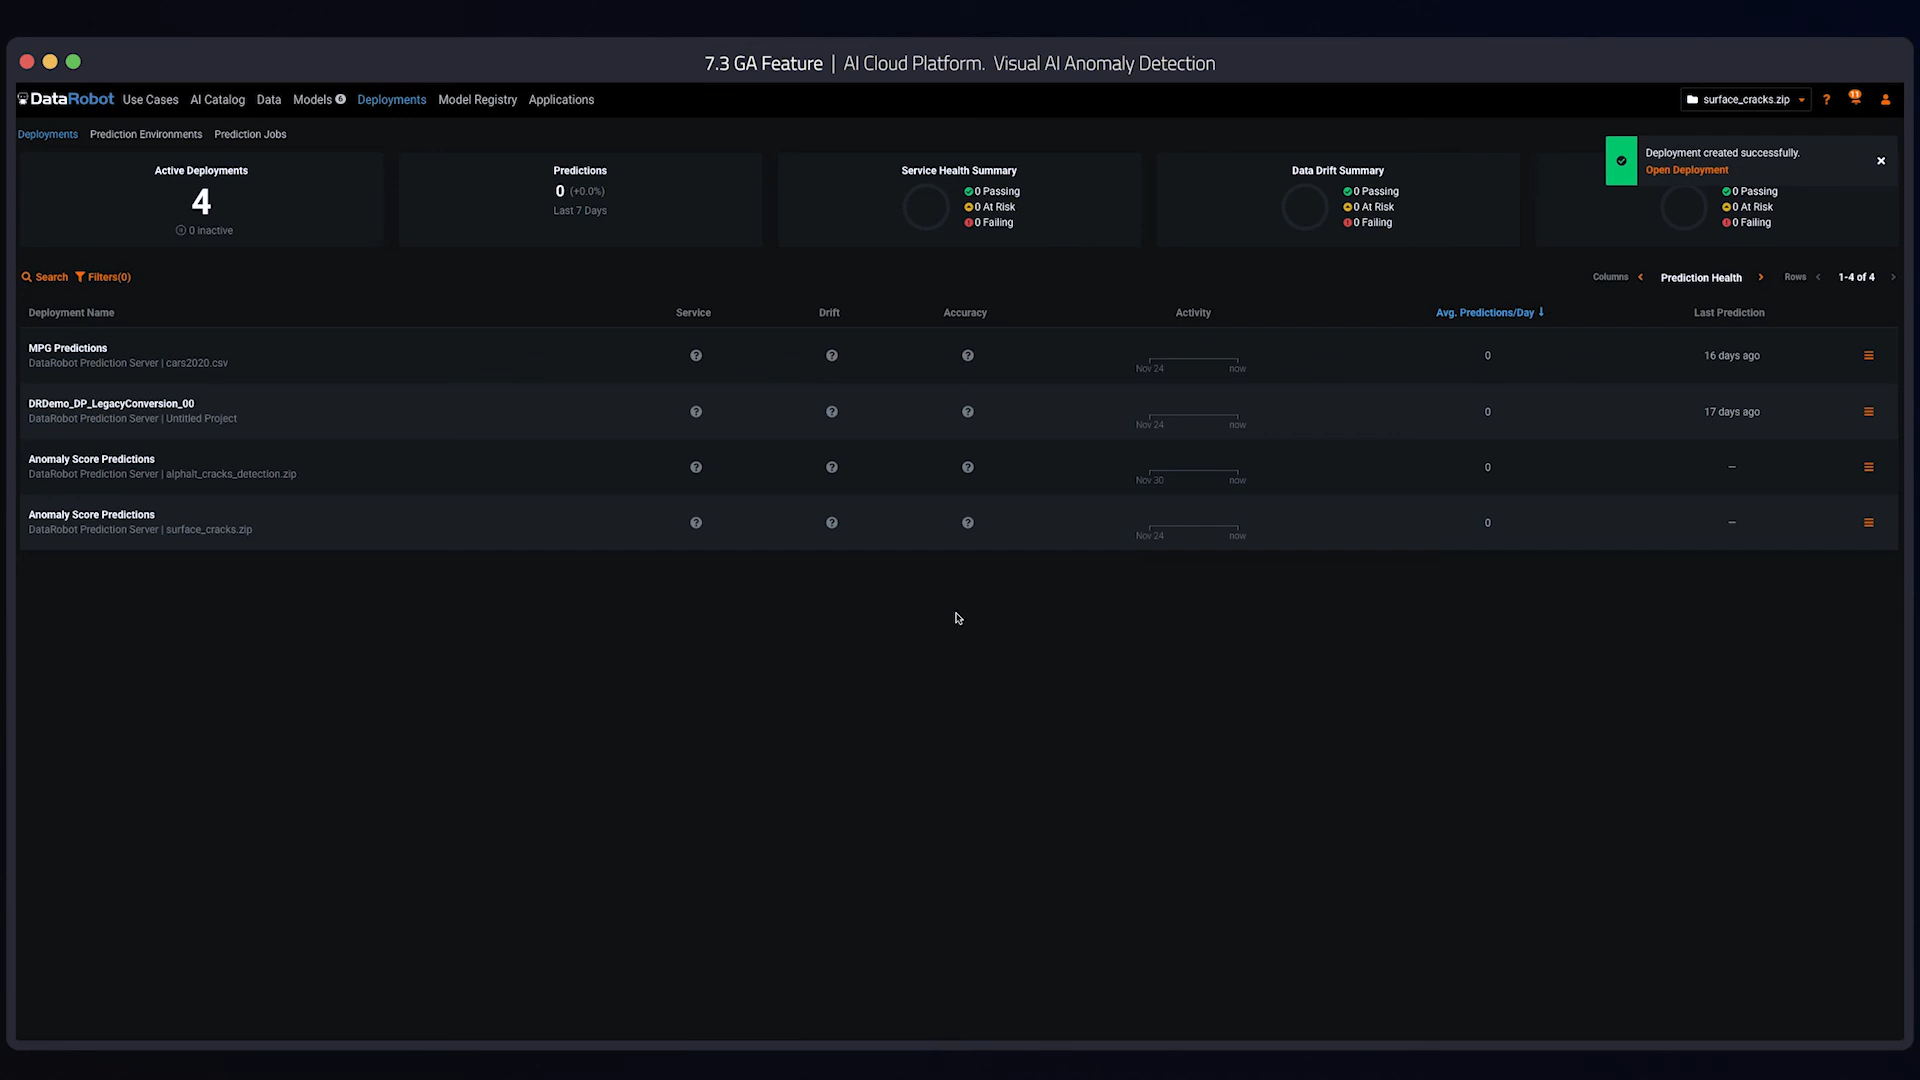 7.3 GA Feature | AI Cloud Platform. Visual AI Anomaly Detection
DataRobot Use Cases AI Catalog Data Models 6 Deployments Model Registry Applications surface_cracks.zip ? 11
Deployments Prediction Environments Prediction Jobs
Deployment created successfully.
Open Deployment
Active Deployments
4
0 inactive
Predictions
0 (+0.0%)
Last 7 Days
Service Health Summary
0 Passing
0 At Risk
0 Failing
Data Drift Summary
0 Passing
0 At Risk
0 Failing
0 Passing
0 At Risk
0 Failing
Search Filters(0) Columns Prediction Health Rows 1-4 of 4
Deployment Name Service Drift Accuracy Activity Avg. Predictions/Day Last Prediction
MPG Predictions
DataRobot Prediction Server | cars2020.csv
? ? ? Nov 24 now 0 16 days ago
DRDemo_DP_LegacyConversion_00
DataRobot Prediction Server | Untitled Project
? ? ? Nov 24 now 0 17 days ago
Anomaly Score Predictions
DataRobot Prediction Server | alphalt_cracks_detection.zip
? ? ? Nov 30 now 0 —
Anomaly Score Predictions
DataRobot Prediction Server | surface_cracks.zip
? ? ? Nov 24 now 0 —